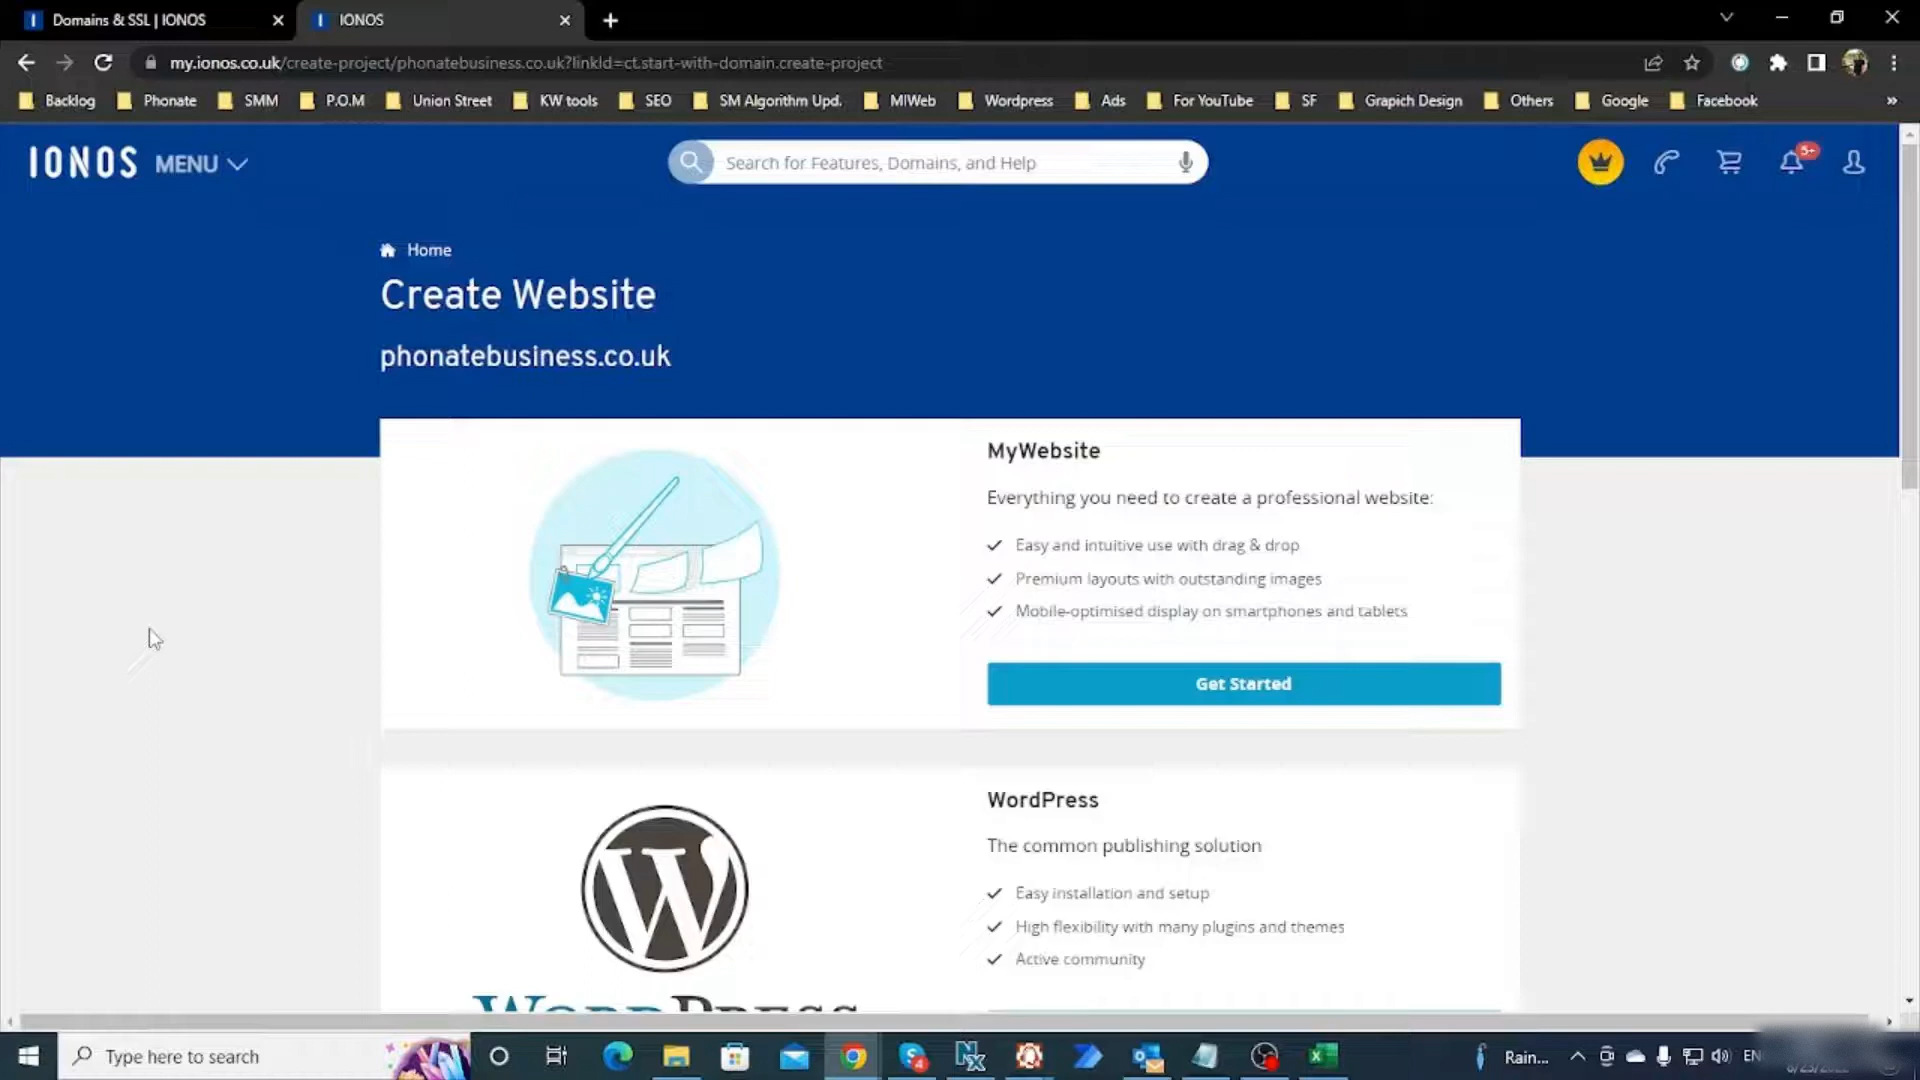 Domains & SSL | IONOS
IONOS
my.ionos.co.uk/create-project/phonatebusiness.co.uk?linkId=ct.start-with-domain.create-project
Backlog Phonate SMM P.O.M Union Street KW tools SEO SM Algorithm Upd. MIWeb Wordpress Ads For YouTube SF Grapich Design Others Google Facebook
IONOS MENU Search for Features, Domains, and Help 5+
Home
Create Website
phonatebusiness.co.uk
MyWebsite
Everything you need to create a professional website:
Easy and intuitive use with drag & drop
Premium layouts with outstanding images
Mobile-optimised display on smartphones and tablets
Get Started
WordPress
The common publishing solution
Easy installation and setup
High flexibility with many plugins and themes
Active community
WORDPRESS
Type here to search Rain... EN